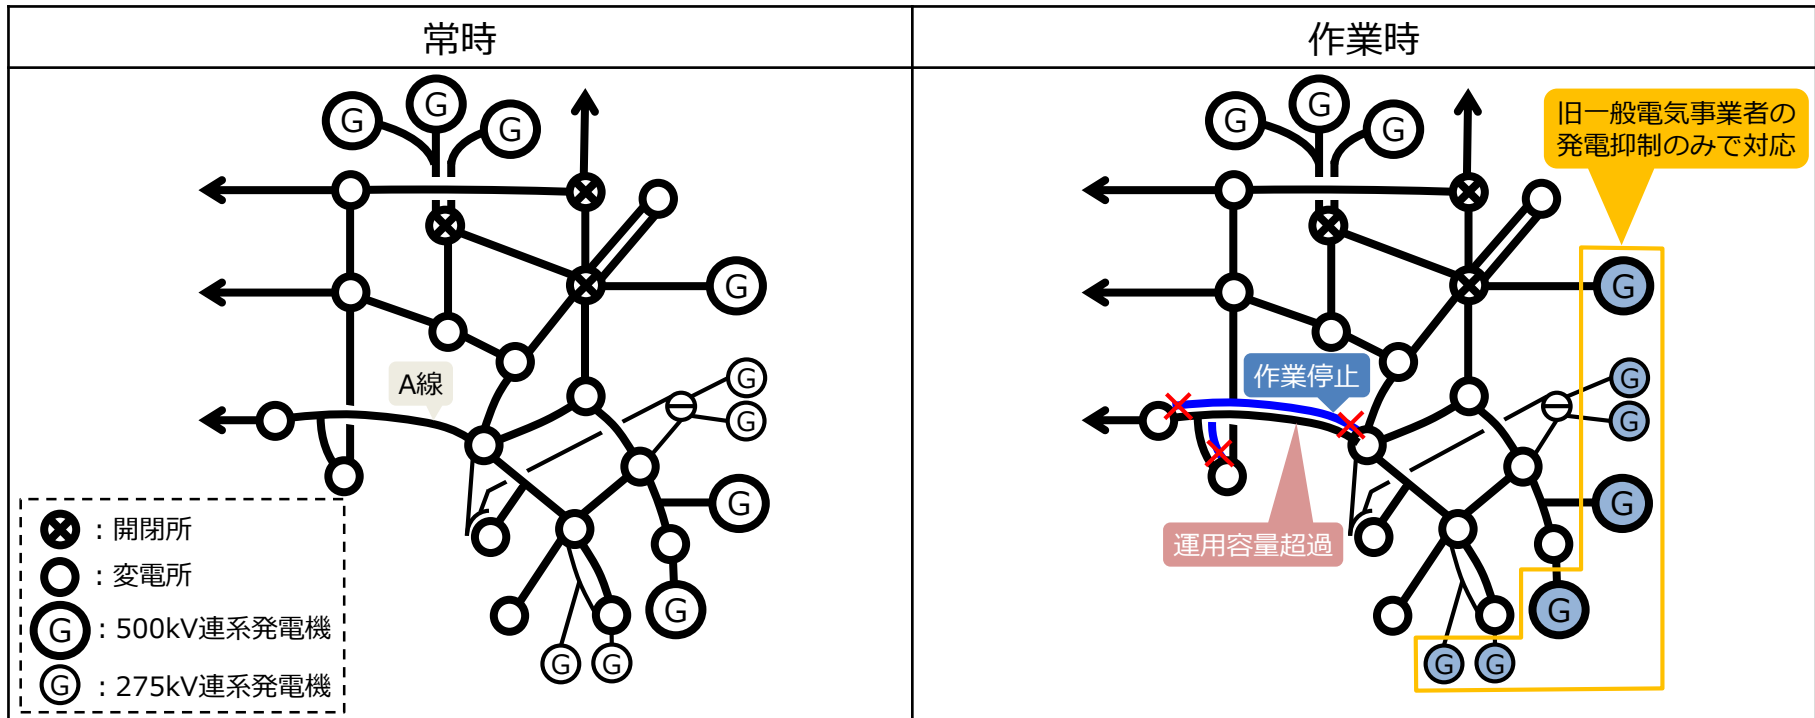 常時
作業時
G
G
G
G
G
G
G
G
G
G
A線
: 開閉所
: 変電所
G : 500kV連系発電機
G : 275kV連系発電機
G
G
G
旧一般電気事業者の
発電抑制のみで対応
G
G
G
G
G
G
G
作業停止
運用容量超過